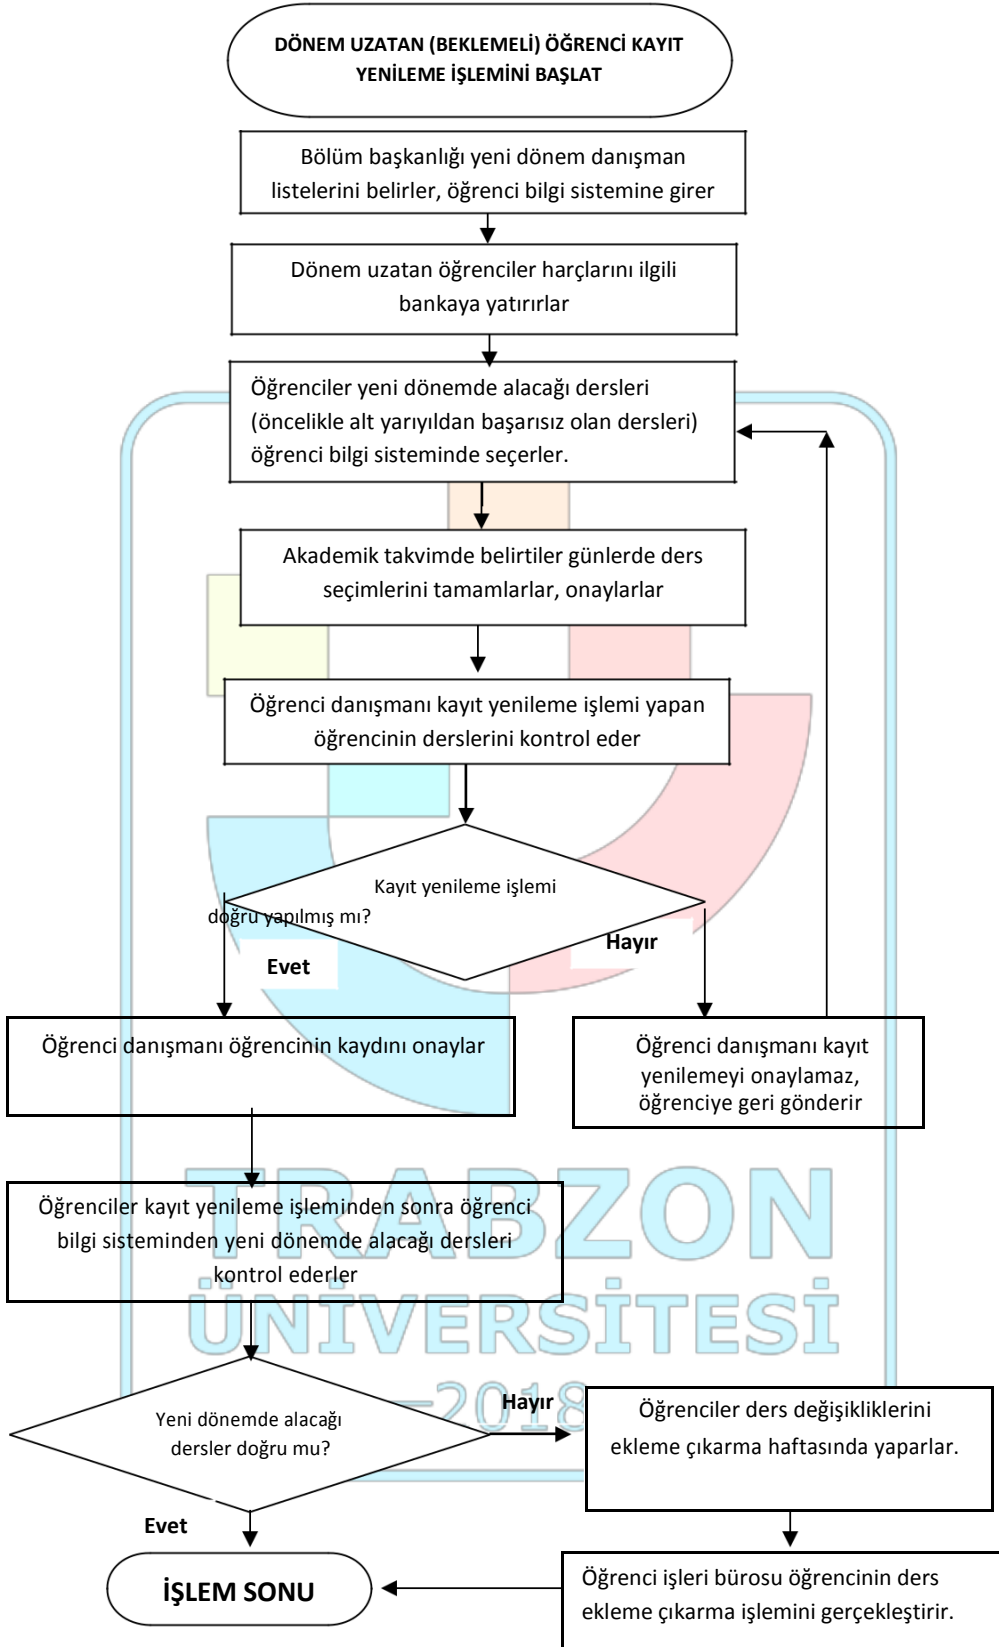 DÖNEM UZATAN (BEKLEMELİ) ÖĞRENCİ KAYIT
YENİLEME İŞLEMİNİ BAŞLAT
Bölüm başkanlığı yeni dönem danışman
listelerini belirler, öğrenci bilgi sistemine girer
Dönem uzatan öğrenciler harçlarını ilgili
bankaya yatırırlar
Öğrenciler yeni dönemde alacağı dersleri
(öncelikle alt yarıyıldan başarısız olan dersleri)
öğrenci bilgi sisteminde seçerler.
Akademik takvimde belirtiler günlerde ders
seçimlerini tamamlarlar, onaylarlar
Öğrenci danışmanı kayıt yenileme işlemi yapan
öğrencinin derslerini kontrol eder
Kayıt yenileme işlemi
doğru yapılmış mı?
Hayır
Evet
Öğrenci danışmanı öğrencinin kaydını onaylar
Öğrenci danışmanı kayıt
yenilemeyi onaylamaz,
öğrenciye geri gönderir
TRABZON
Öğrenciler kayıt yenileme işleminden sonra öğrenci
bilgi sisteminden yeni dönemde alacağı dersleri
kontrol ederler
ÜNİVERSİTESİ
2018
Yeni dönemde alacağı
dersler doğru mu?
Hayır
Öğrenciler ders değişikliklerini
ekleme çıkarma haftasında yaparlar.
Evet
İŞLEM SONU
Öğrenci işleri bürosu öğrencinin ders
ekleme çıkarma işlemini gerçekleştirir.